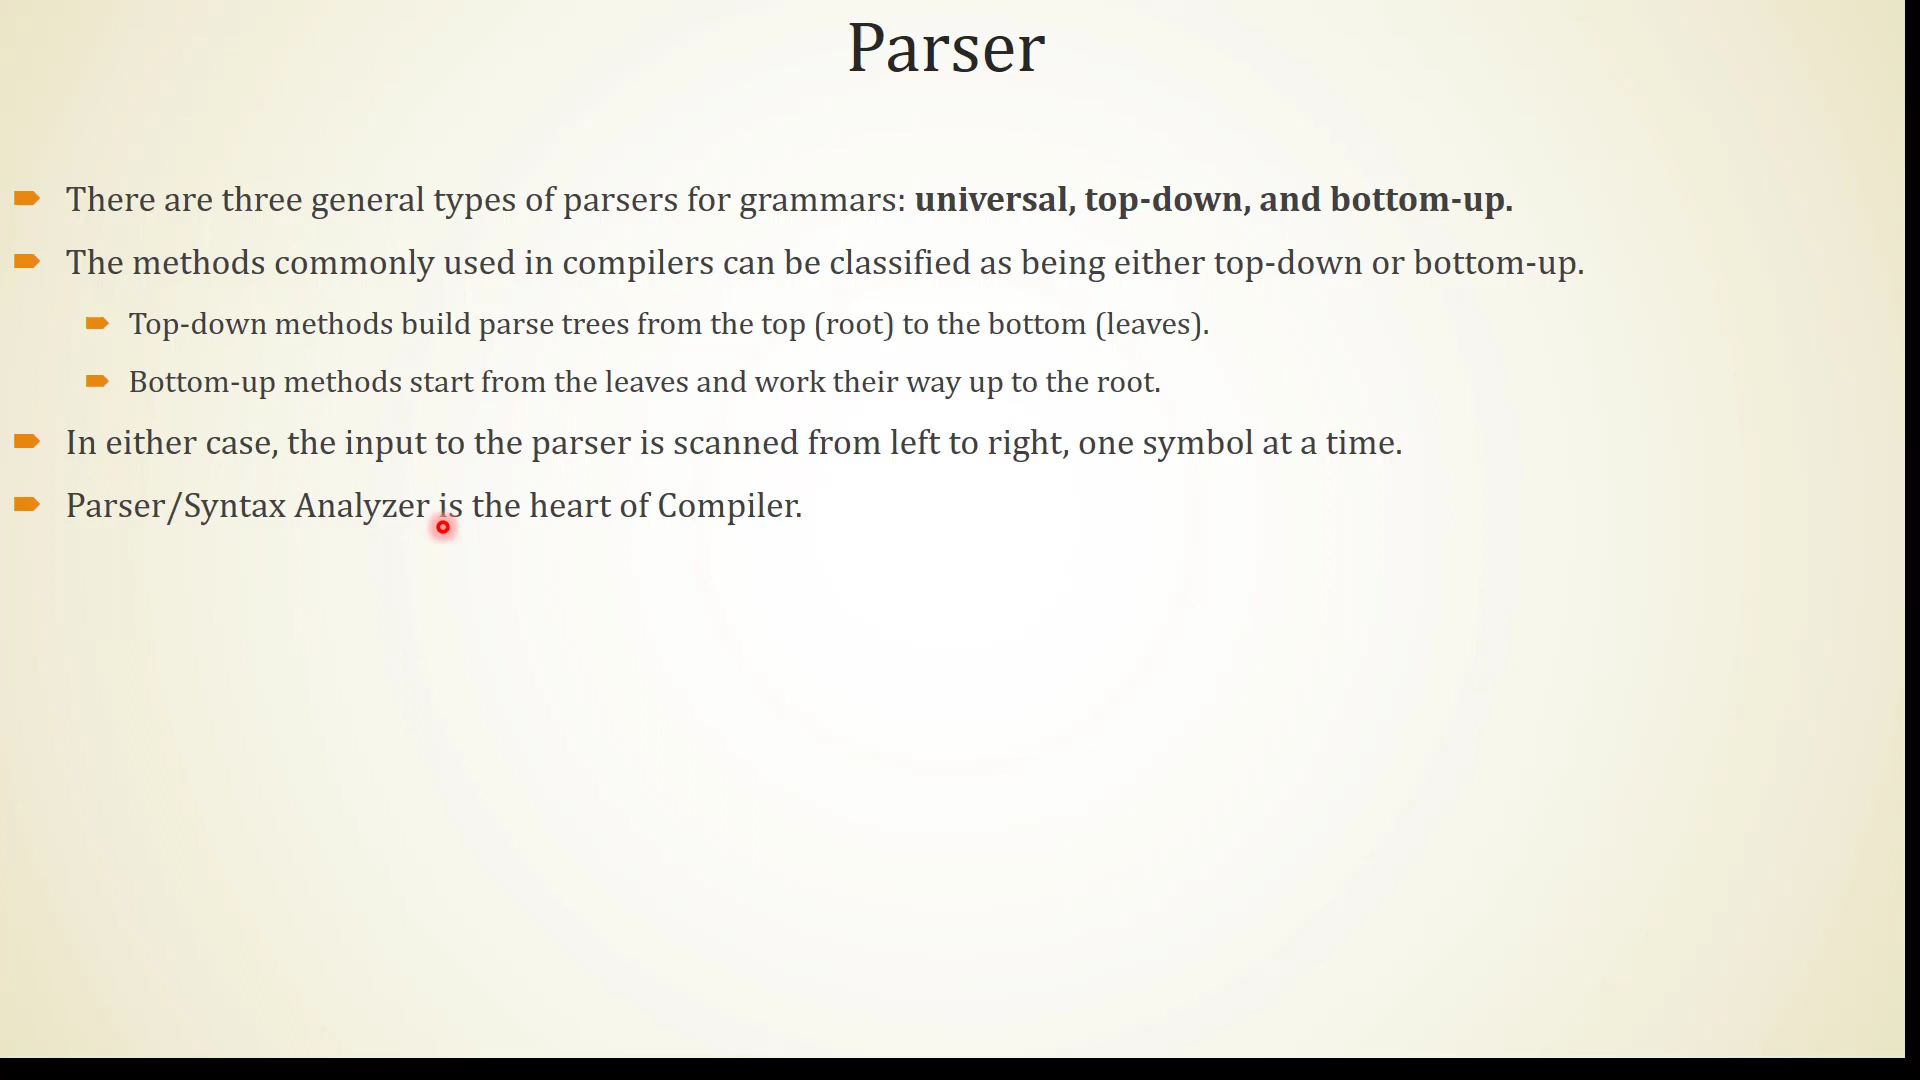 Parser
There are three general types of parsers for grammars: universal, top-down, and bottom-up.
The methods commonly used in compilers can be classified as being either top-down or bottom-up.
Top-down methods build parse trees from the top (root) to the bottom (leaves).
Bottom-up methods start from the leaves and work their way up to the root.
In either case, the input to the parser is scanned from left to right, one symbol at a time.
Parser/Syntax Analyzer is the heart of Compiler.